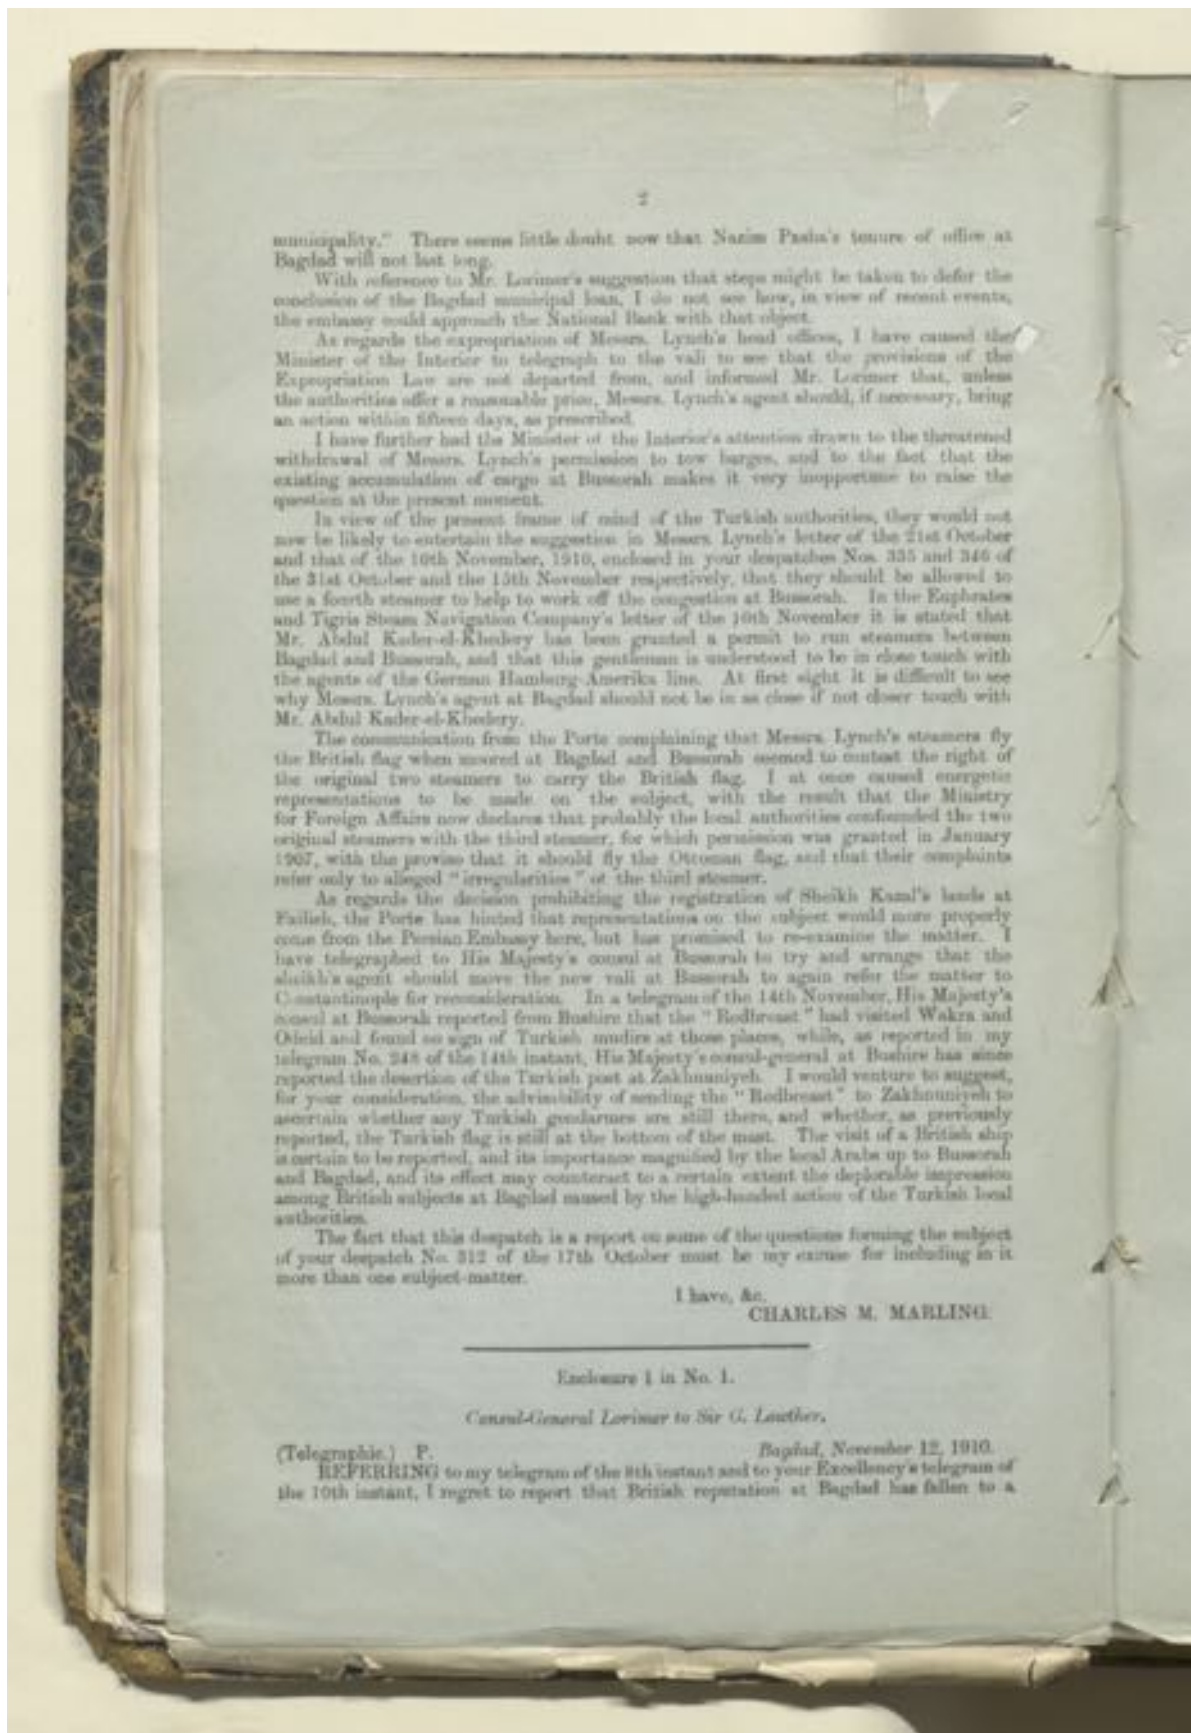 2
municipality." There seems little doubt now that Nazim Pasha's tenure of office at
Bagdad will not last long.
With reference to Mr. Lorimer's suggestion that steps might be taken to defer the
conclusion of the Bagdad municipal loan, I do not see how, in view of recent events,
the embassy could approach the National Bank with that object.
As regards the expropriation of Messrs. Lynch's head offices, I have caused the
Minister of the Interior to telegraph to the vali to see that the provisions of the
Expropriation Law are not departed from, and informed Mr. Lorimer that, unless
the authorities offer a reasonable price, Messrs. Lynch's agent should, if necessary, bring
an action within fifteen days, as prescribed.
I have further had the Minister of the Interior's attention drawn to the threatened
withdrawal of Messrs. Lynch's permission to tow barges, and to the fact that the
existing accumulation of cargo at Bussorah makes it very inopportune to raise the
question at the present moment.
In view of the present frame of mind of the Turkish authorities, they would not
now be likely to entertain the suggestion in Messrs. Lynch's letter of the 21st October
and that of the 10th November, 1910, enclosed in your despatches Nos. 335 and 346 of
the 31st October and the 15th November respectively, that they should be allowed to
use a fourth steamer to help to work off the congestion at Bussorah. In the Euphrates
and Tigris Steam Navigation Company's letter of the 10th November it is stated that
Mr. Abdul Kader-el-Khedery has been granted a permit to run steamers between
Bagdad and Bussorah, and that this gentleman is understood to be in close touch with
the agents of the German Hamburg-Amerika line. At first sight it is difficult to see
why Messrs. Lynch's agent at Bagdad should not be in as close if not closer touch with
Mr. Abdul Kader-el-Khedery.
The communication from the Porte complaining that Messrs. Lynch's steamers fly
the British flag when moored at Bagdad and Bussorah seemed to contest the right of
the original two steamers to carry the British flag. I at once caused energetic
representations to be made on the subject, with the result that the Ministry
for Foreign Affairs now declares that probably the local authorities confounded the two
original steamers with the third steamer, for which permission was granted in January
1907, with the proviso that it should fly the Ottoman flag, and that their complaints
refer only to alleged "irregularities" of the third steamer.
As regards the decision prohibiting the registration of Sheikh Kazal's lands at
Failieh, the Porte has hinted that representations on the subject would more properly
come from the Persian Embassy here, but has promised to re-examine the matter. I
have telegraphed to His Majesty's consul at Bussorah to try and arrange that the
sheikh's agent should move the new vali at Bussorah to again refer the matter to
Constantinople for reconsideration. In a telegram of the 14th November, His Majesty's
consul at Bussorah reported from Bushire that the "Redbreast" had visited Wakra and
Odeid and found no sign of Turkish mudirs at those places, while, as reported in my
telegram No. 248 of the 14th instant, His Majesty's consul-general at Bushire has since
reported the desertion of the Turkish post at Zakhnuniyeh. I would venture to suggest,
for your consideration, the advisability of sending the "Redbreast" to Zakhnuniyeh to
ascertain whether any Turkish gendarmes are still there, and whether, as previously
reported, the Turkish flag is still at the bottom of the mast. The visit of a British ship
is certain to be reported, and its importance magnified by the local Arabs up to Bussorah
and Bagdad, and its effect may counteract to a certain extent the deplorable impression
among British subjects at Bagdad caused by the high-handed action of the Turkish local
authorities.
The fact that this despatch is a report on some of the questions forming the subject
of your despatch No. 312 of the 17th October must be my excuse for including in it
more than one subject-matter.
I have, &c.
CHARLES M. MARLING.
Enclosure 1 in No. 1.
Consul-General Lorimer to Sir G. Lowther.
(Telegraphic.) P. Bagdad, November 12, 1910.
REFERRING to my telegram of the 8th instant and to your Excellency's telegram of
the 10th instant, I regret to report that British reputation at Bagdad has fallen to a